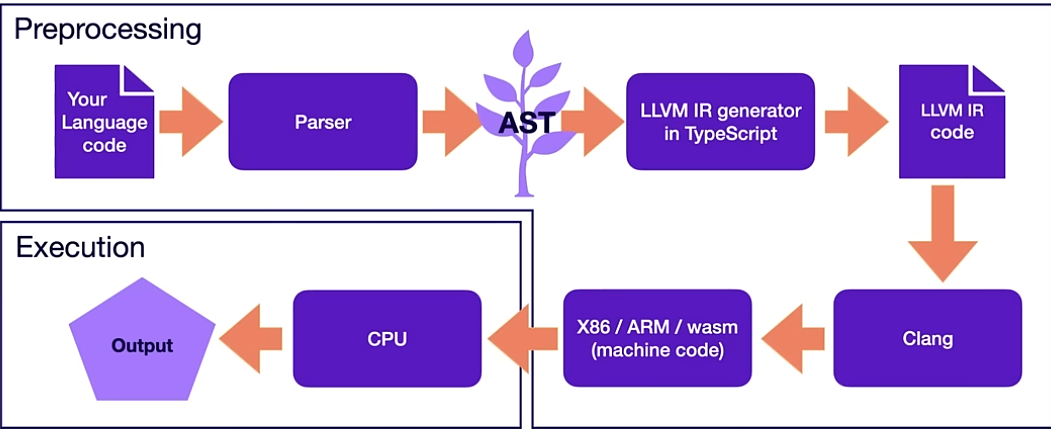 Preprocessing
Your
Language
code
Parser
AST
LLVM IR generator
in TypeScript
LLVM IR
code
Execution
Output
CPU
X86 / ARM / wasm
(machine code)
Clang